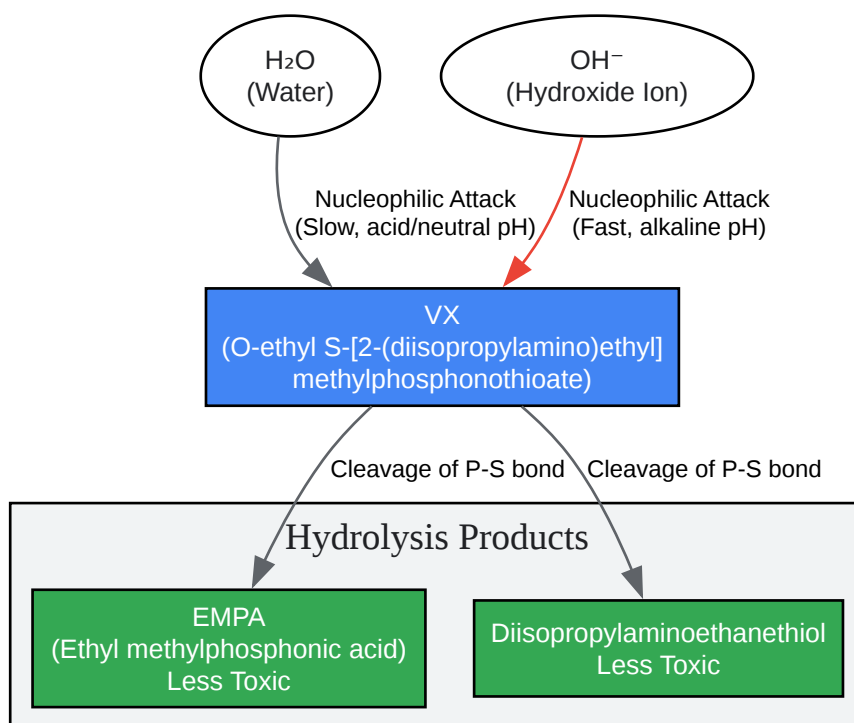 H₂O
(Water)
OH⁻
(Hydroxide Ion)
Nucleophilic Attack
(Slow, acid/neutral pH)
Nucleophilic Attack
(Fast, alkaline pH)
VX
(O-ethyl S-[2-(diisopropylamino)ethyl]
methylphosphonothioate)
Cleavage of P-S bond
Cleavage of P-S bond
Hydrolysis Products
EMPA
(Ethyl methylphosphonic acid)
Less Toxic
Diisopropylaminoethanethiol
Less Toxic